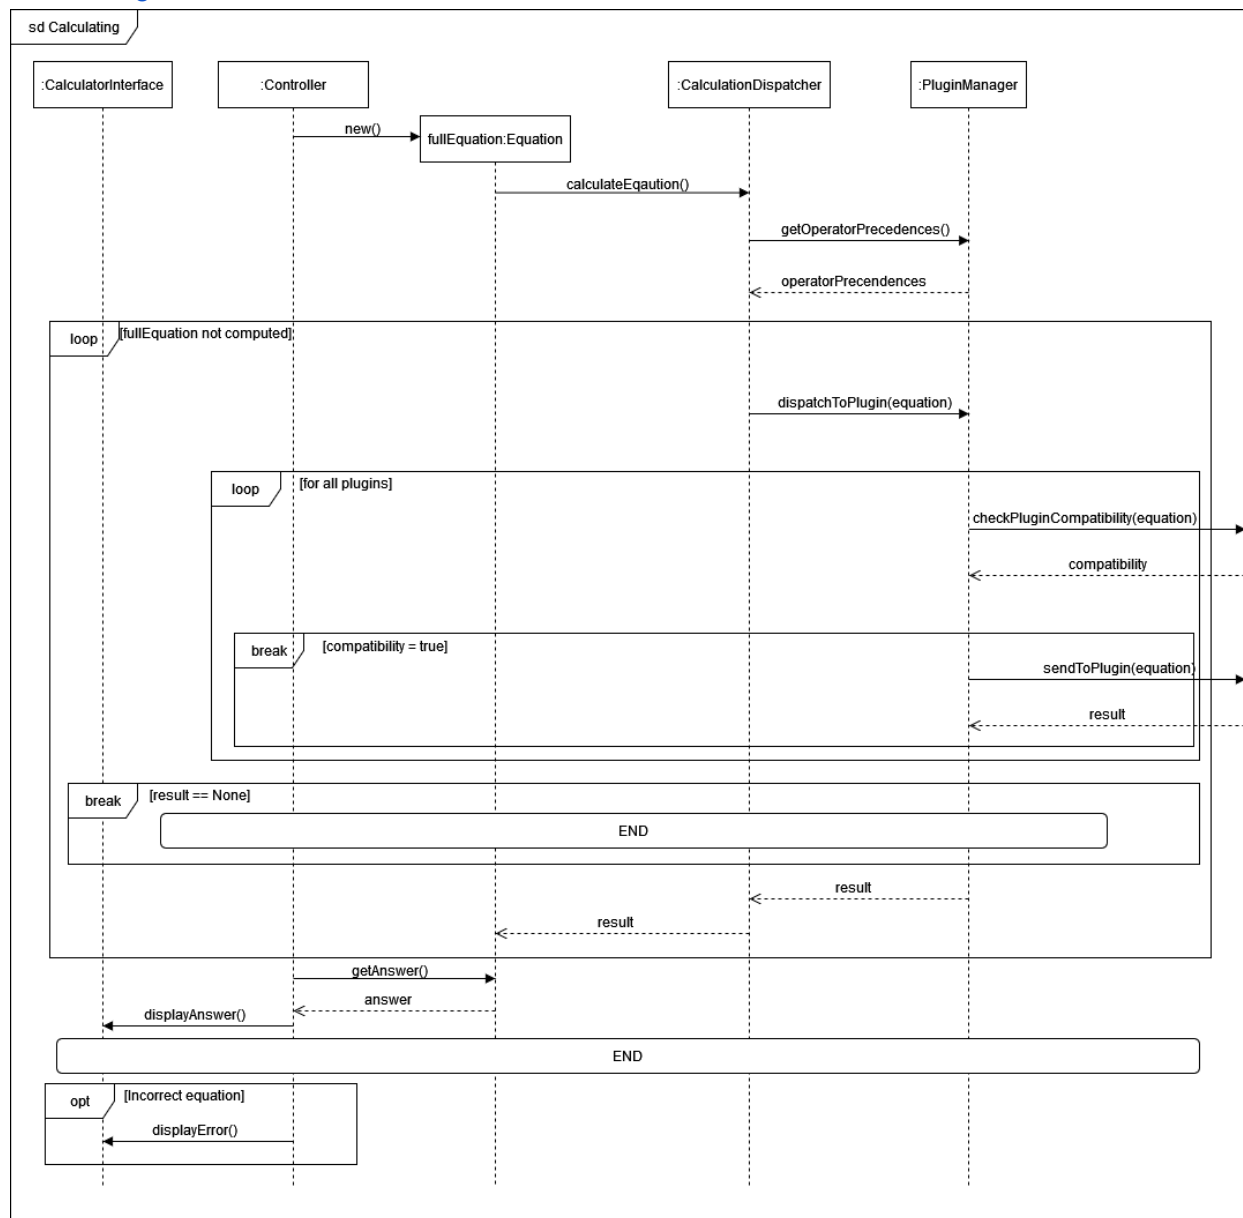 sd Calculating
:CalculatorInterface
:Controller
:CalculationDispatcher
:PluginManager
new()
fullEquation:Equation
calculateEqaution()
getOperatorPrecedences()
operatorPrecendences
loop
[fullEquation not computed]
dispatchToPlugin(equation)
loop
[for all plugins]
checkPluginCompatibility(equation)
compatibility
break
[compatibility = true]
sendToPlugin(equation)
result
break
[result == None]
END
result
result
getAnswer()
answer
displayAnswer()
END
opt
[Incorrect equation]
displayError()